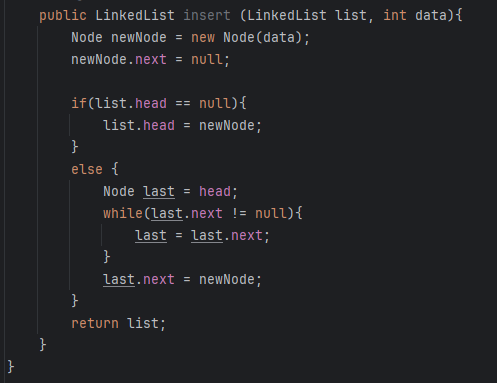 public LinkedList insert (LinkedList list, int data){
Node newNode = new Node(data);
newNode.next = null;
if(list.head == null){
list.head = newNode;
}
else {
Node last = head;
while(last.next != null){
last = last.next;
}
last.next = newNode;
}
return list;
}
}